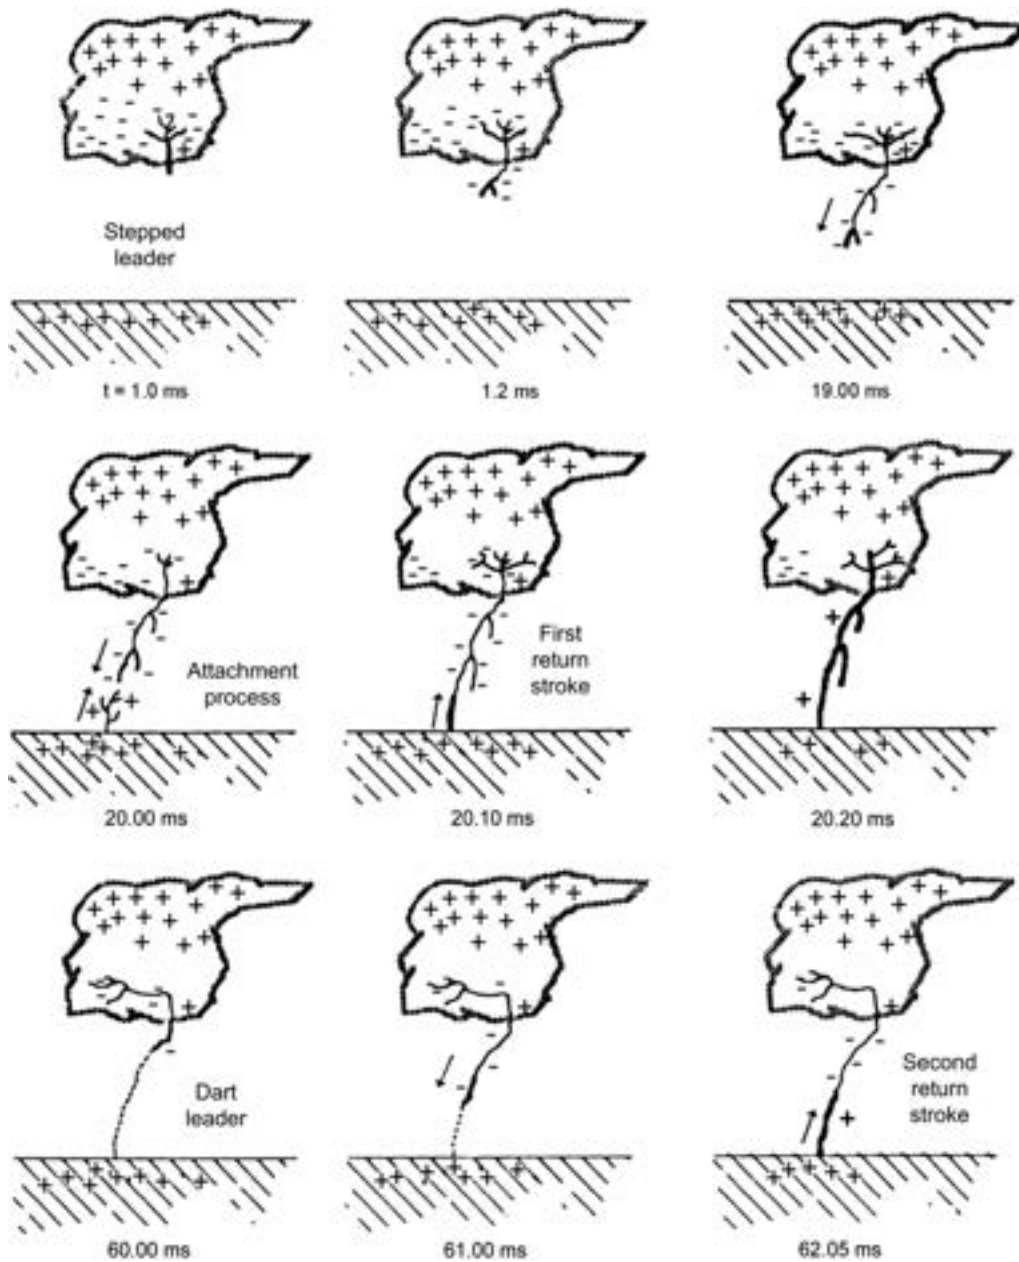 Stepped
leader
t = 1.0 ms
1.2 ms
19.00 ms
Attachment
process
First
return
stroke
20.00 ms
20.10 ms
20.20 ms
Dart
leader
Second
return
stroke
60.00 ms
61.00 ms
62.05 ms